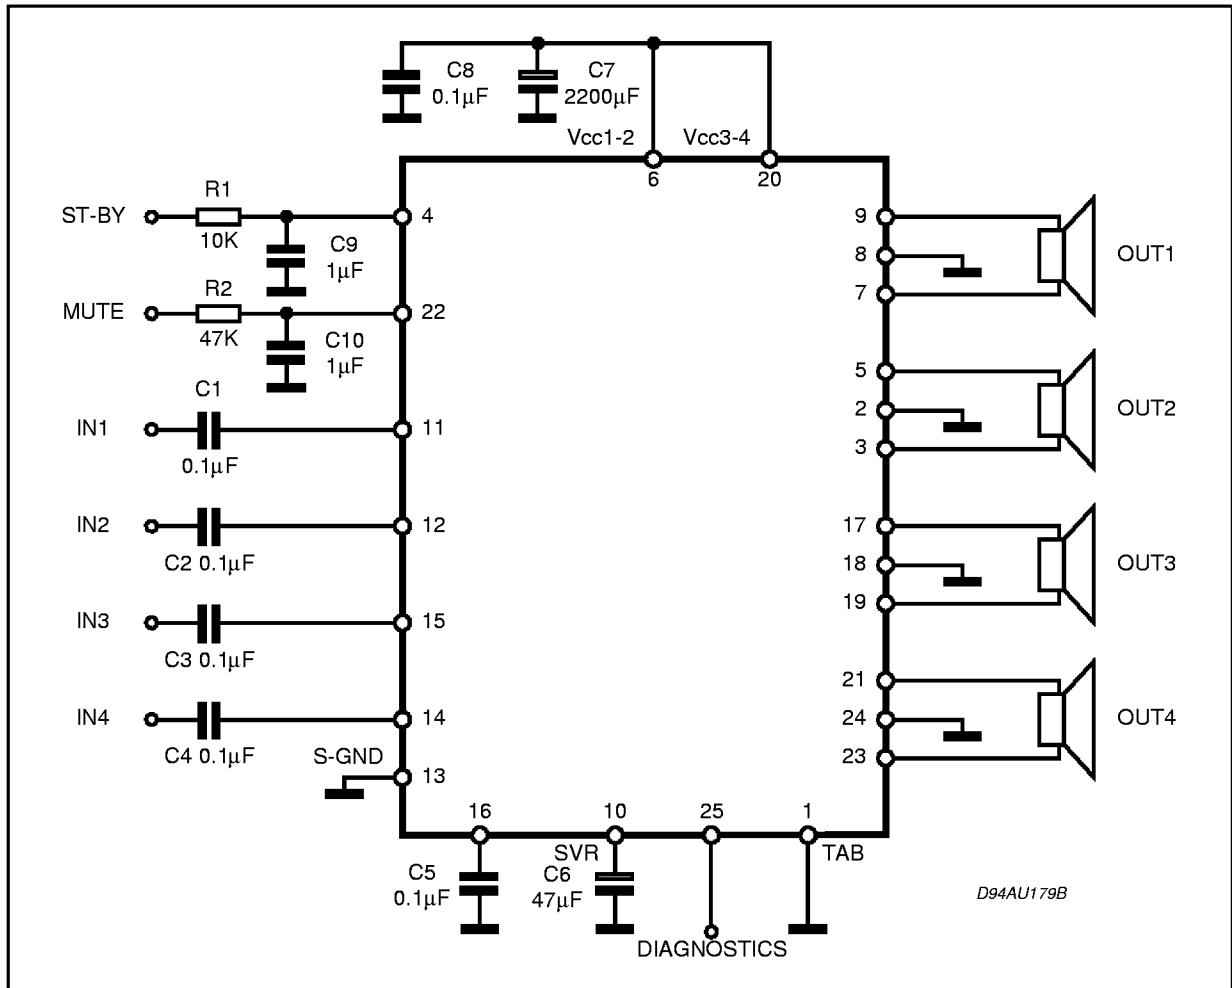 C8
0.1µF
C7
2200µF
Vcc1-2
Vcc3-4
6
20
ST-BY
R1
10K
4
C9
1µF
MUTE
R2
47K
22
C10
1µF
IN1
C1
0.1µF
11
IN2
C2 0.1µF
12
IN3
C3 0.1µF
15
IN4
C4 0.1µF
14
S-GND
13
9
8
7
OUT1
5
2
3
OUT2
17
18
19
OUT3
21
24
23
OUT4
16
10
25
1
SVR
TAB
C5
0.1µF
C6
47µF
DIAGNOSTICS
D94AU179B